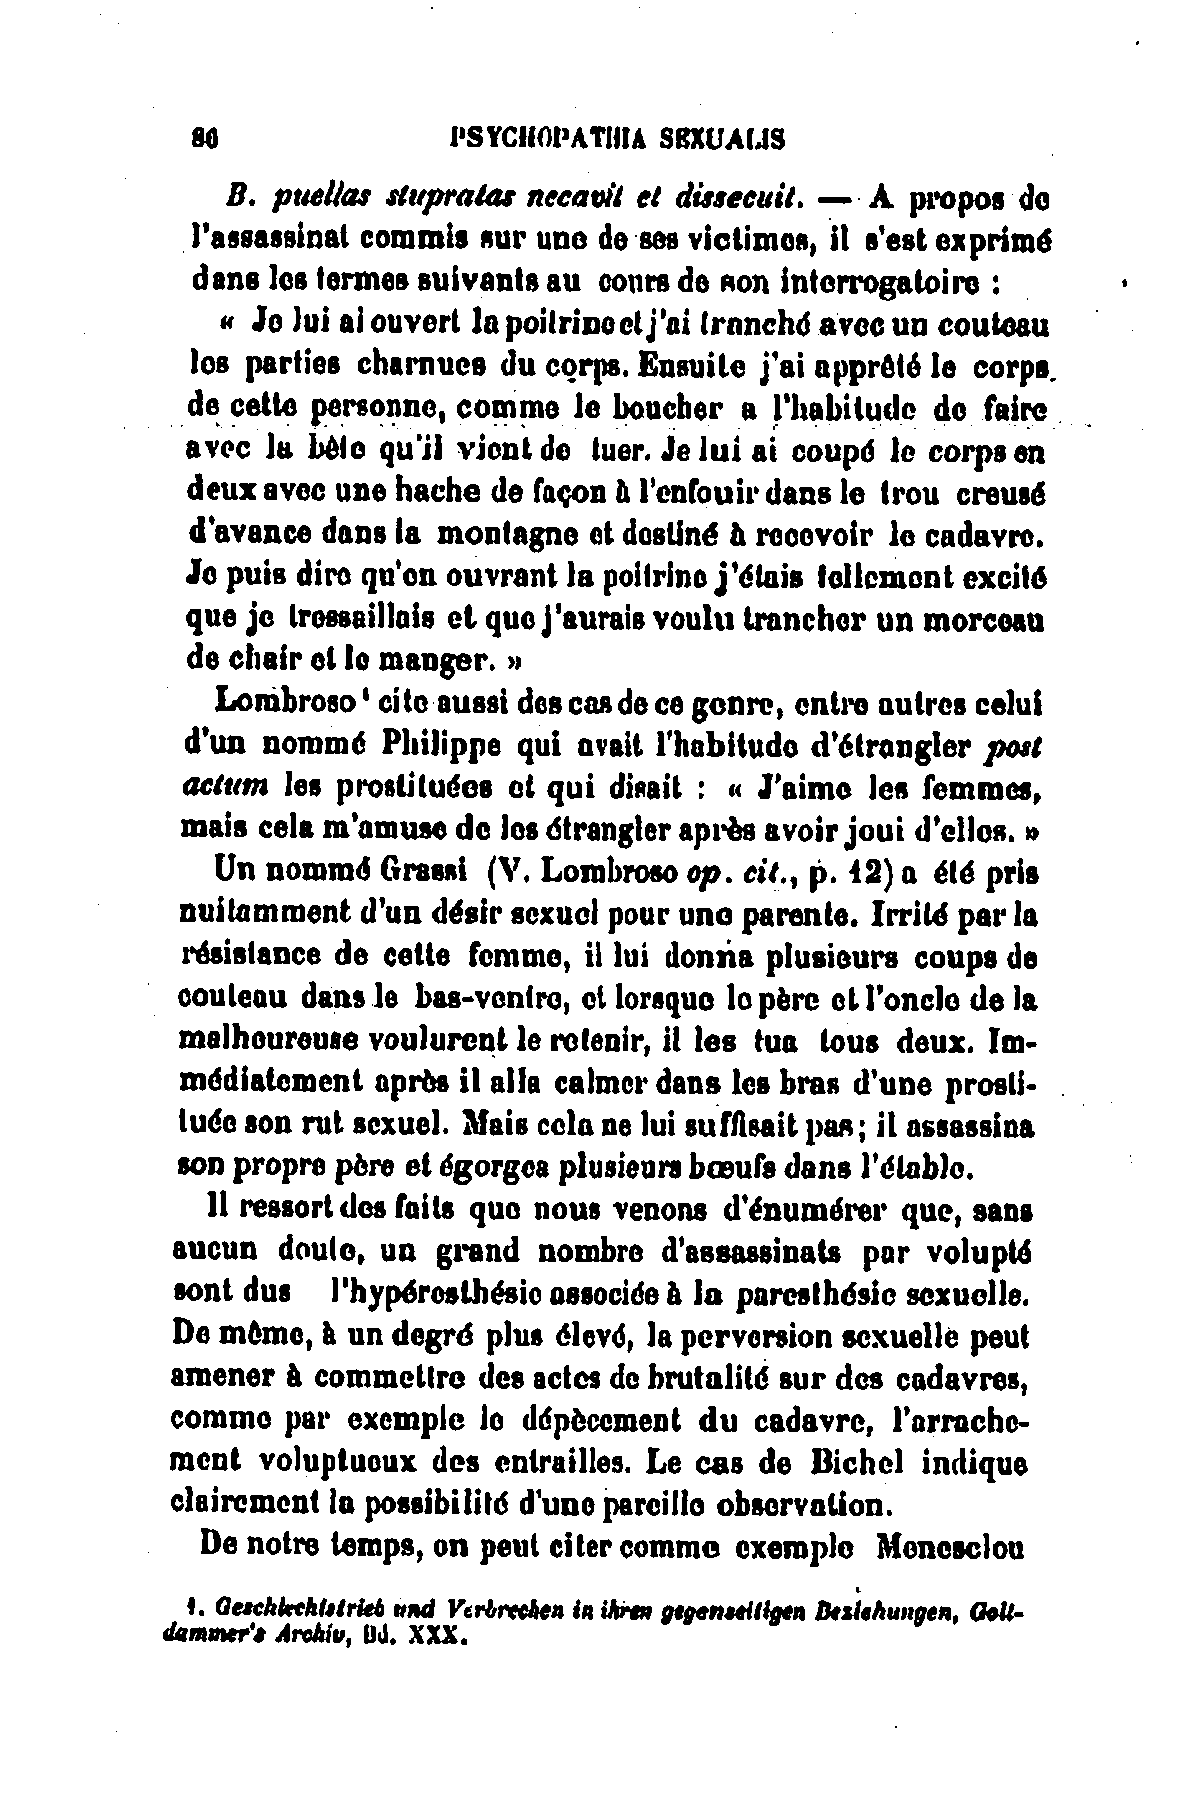 80 PSYCHOPATHIA SEXUALIS
B. puellas stupratas necavit et dissecuit. — A propos de
l'assassinat commis sur une de ses victimes, il s'est exprimé
dans les termes suivants au cours de son interrogatoire :
« Je lui ai ouvert la poitrine et j'ai tranché avec un couteau
les parties charnues du corps. Ensuite j'ai apprêté le corps
de cette personne, comme le boucher a l'habitude de faire
avec la bête qu'il vient de tuer. Je lui ai coupé le corps en
deux avec une hache de façon à l'enfouir dans le trou creusé
d'avance dans la montagne et destiné à recevoir le cadavre.
Je puis dire qu'en ouvrant la poitrine j'étais tellement excité
que je tressaillais et que j'aurais voulu trancher un morceau
de chair et le manger. »
Lombroso ¹ cite aussi des cas de ce genre, entre autres celui
d'un nommé Philippe qui avait l'habitude d'étrangler post
actum les prostituées et qui disait : « J'aime les femmes,
mais cela m'amuse de les étrangler après avoir joui d'elles. »
Un nommé Grassi (V. Lombroso op. cit., p. 12) a été pris
nuitamment d'un désir sexuel pour une parente. Irrité par la
résistance de cette femme, il lui donna plusieurs coups de
couteau dans le bas-ventre, et lorsque le père et l'oncle de la
malheureuse voulurent le retenir, il les tua tous deux. Im-
médiatement après il alla calmer dans les bras d'une prosti-
tuée son rut sexuel. Mais cela ne lui suffisait pas ; il assassina
son propre père et égorgea plusieurs bœufs dans l'étable.
Il ressort des faits que nous venons d'énumérer que, sans
aucun doute, un grand nombre d'assassinats par volupté
sont dus l'hypéresthésie associée à la paresthésie sexuelle.
De même, à un degré plus élevé, la perversion sexuelle peut
amener à commettre des actes de brutalité sur des cadavres,
comme par exemple le dépècement du cadavre, l'arrache-
ment voluptueux des entrailles. Le cas de Bichel indique
clairement la possibilité d'une pareille observation.
De notre temps, on peut citer comme exemple Menesclou
1. Geschlechtstrieb und Verbrechen in ihren gegenseitigen Beziehungen, Golt-
dammer's Archiv, Bd. XXX.